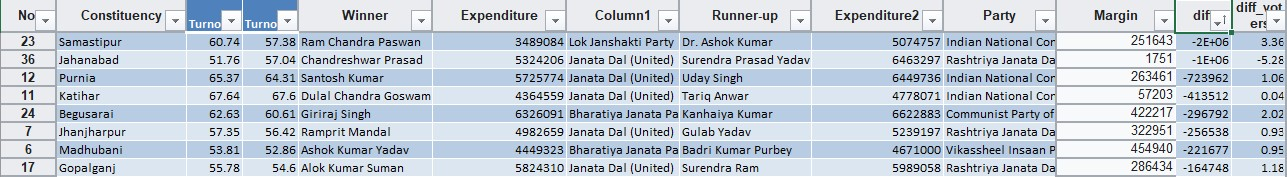 No Constituency Turno Turno Winner Expenditure Column1 Runner-up Expenditure2 Party Margin diff diff_vot ers
23 Samastipur 60.74 57.38 Ram Chandra Paswan 3489084 Lok Janshakti Party Dr. Ashok Kumar 5074757 Indian National Con 251643 -2E+06 3.36
36 Jahanabad 51.76 57.04 Chandreshwar Prasad 5324206 Janata Dal (United) Surendra Prasad Yadav 6463297 Rashtriya Janata Da 1751 -1E+06 -5.28
12 Purnia 65.37 64.31 Santosh Kumar 5725774 Janata Dal (United) Uday Singh 6449736 Indian National Con 263461 -723962 1.06
11 Katihar 67.64 67.6 Dulal Chandra Goswam 4364559 Janata Dal (United) Tariq Anwar 4778071 Indian National Con 57203 -413512 0.04
24 Begusarai 62.63 60.61 Giriraj Singh 6326091 Bharatiya Janata Pa Kanhaiya Kumar 6622883 Communist Party of 422217 -296792 2.02
7 Jhanjharpur 57.35 56.42 Ramprit Mandal 4982659 Janata Dal (United) Gulab Yadav 5239197 Rashtriya Janata Da 322951 -256538 0.93
6 Madhubani 53.81 52.86 Ashok Kumar Yadav 4449323 Bharatiya Janata Pa Badri Kumar Purbey 4671000 Vikassheel Insaan P 454940 -221677 0.95
17 Gopalganj 55.78 54.6 Alok Kumar Suman 5824310 Janata Dal (United) Surendra Ram 5989058 Rashtriya Janata Da 286434 -164748 1.18